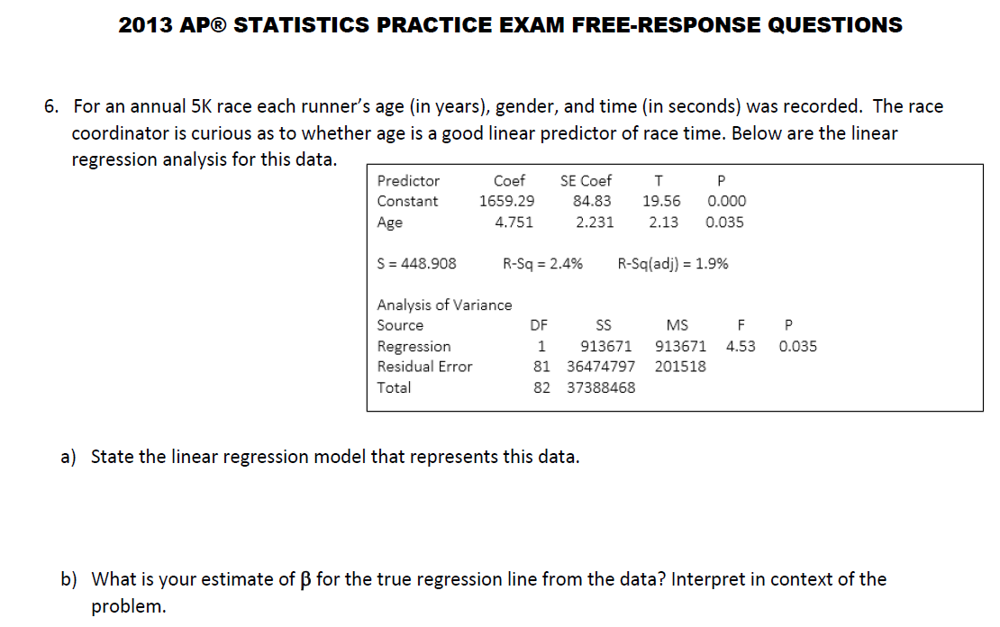 2013 AP® STATISTICS PRACTICE EXAM FREE-RESPONSE QUESTIONS
6. For an annual 5K race each runner's age (in years), gender, and time (in seconds) was recorded. The race
coordinator is curious as to whether age is a good linear predictor of race time. Below are the linear
regression analysis for this data.
Predictor Coef SE Coef T P
Constant 1659.29 84.83 19.56 0.000
Age 4.751 2.231 2.13 0.035
S = 448.908 R-Sq = 2.4% R-Sq(adj) = 1.9%
Analysis of Variance
Source DF SS MS F P
Regression 1 913671 913671 4.53 0.035
Residual Error 81 36474797 201518
Total 82 37388468
a) State the linear regression model that represents this data.
b) What is your estimate of β for the true regression line from the data? Interpret in context of the
problem.